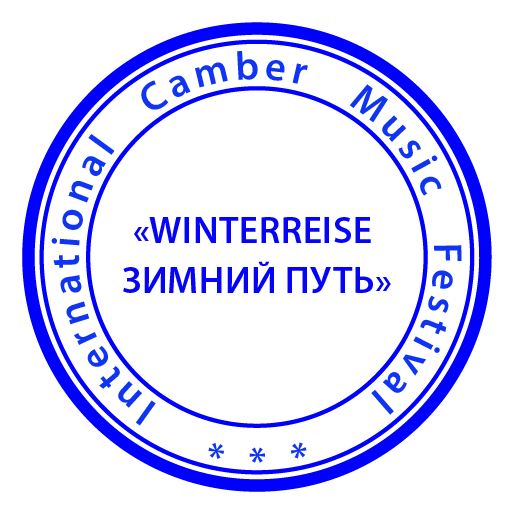 International Camber Music Festival
«WINTERREISE
ЗИМНИЙ ПУТЬ»
* * *